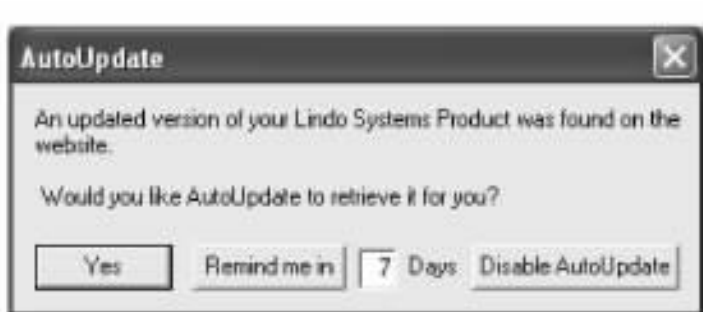 AutoUpdate
An updated version of your Lindo Systems Product was found on the
website.
Would you like AutoUpdate to retrieve it for you?
Yes Remind me in 7 Days Disable AutoUpdate